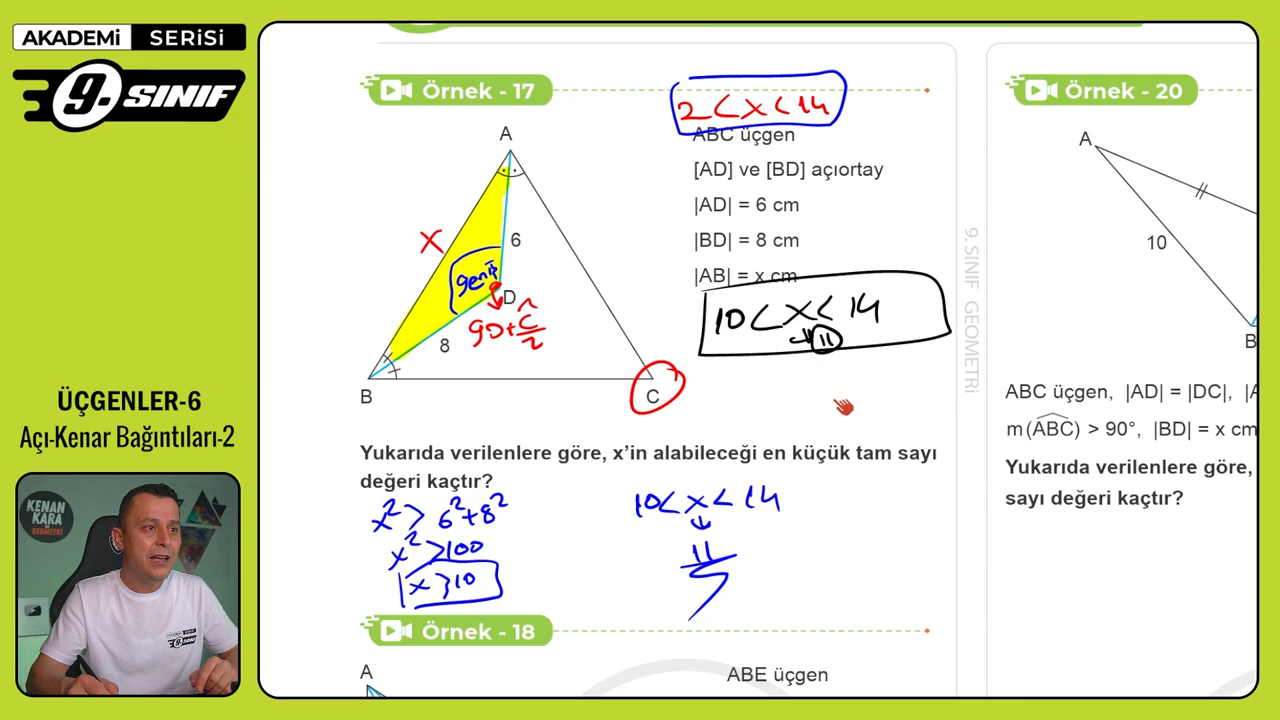 AKADEMİ SERİSİ
9. SINIF
ÜÇGENLER-6
Açı-Kenar Bağıntıları-2
KENAN
KARA
GEOMETRİ
9. SINIF
Örnek - 17
2 < x < 14
ABC üçgen
[AD] ve [BD] açıortay
|AD| = 6 cm
|BD| = 8 cm
|AB| = x cm
10 < x < 14
11
A
x
6
geniş
D
90+Ĉ/2
8
B
C
Yukarıda verilenlere göre, x'in alabileceği en küçük tam sayı
değeri kaçtır?
x² > 6²+8²
x² > 100
x > 10
10 < x < 14
11
Örnek - 18
A
ABE üçgen
9. SINIF GEOMETRİ
Örnek - 20
A
10
B
ABC üçgen, |AD| = |DC|, |A
m(ABC) > 90°, |BD| = x cm
Yukarıda verilenlere göre,
sayı değeri kaçtır?